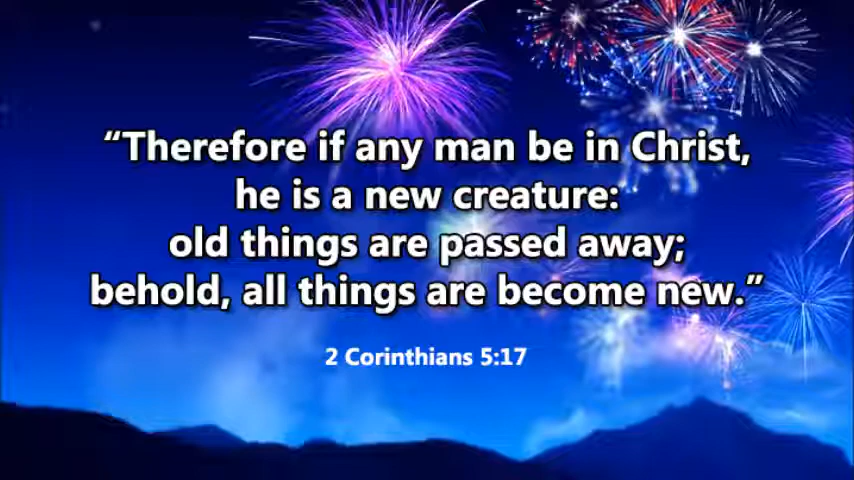 “Therefore if any man be in Christ,
he is a new creature:
old things are passed away;
behold, all things are become new.”
2 Corinthians 5:17